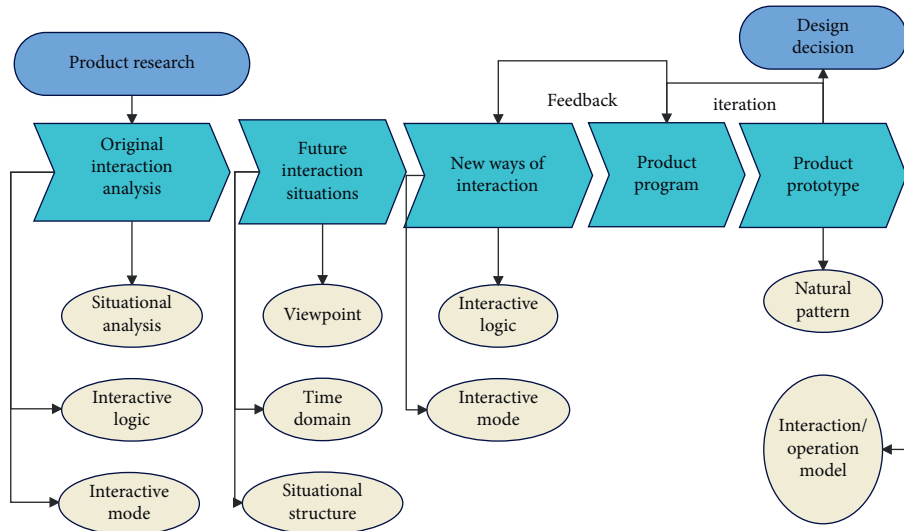 Product research
Design
decision
Feedback
iteration
Original
interaction
analysis
Future
interaction
situations
New ways of
interaction
Product
program
Product
prototype
Situational
analysis
Viewpoint
Interactive
logic
Natural
pattern
Interactive
logic
Time
domain
Interactive
mode
Interaction/
operation
model
Interactive
mode
Situational
structure